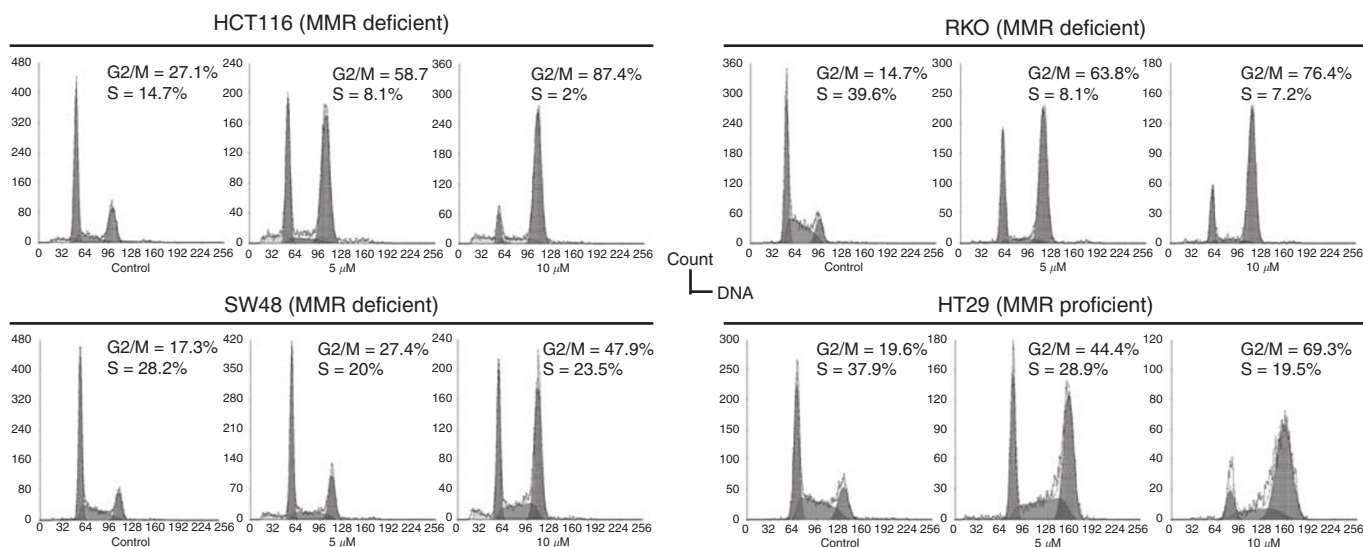 HCT116 (MMR deficient)
480
400
320
240
160
80
0
G2/M = 27.1%
S = 14.7%
0 32 64 96 128 160 192 224 256
Control
240
200
160
120
80
40
0
G2/M = 58.7
S = 8.1%
0 32 64 96 128 160 192 224 256
5 μM
360
300
240
180
120
60
0
G2/M = 87.4%
S = 2%
0 32 64 96 128 160 192 224 256
10 μM
RKO (MMR deficient)
360
300
240
180
120
60
0
G2/M = 14.7%
S = 39.6%
0 32 64 96 128 160 192 224 256
Control
300
250
200
150
100
50
0
G2/M = 63.8%
S = 8.1%
0 32 64 96 128 160 192 224 256
5 μM
180
150
120
90
60
30
0
G2/M = 76.4%
S = 7.2%
0 32 64 96 128 160 192 224 256
10 μM
Count
DNA
SW48 (MMR deficient)
480
400
320
240
160
80
0
G2/M = 17.3%
S = 28.2%
0 32 64 96 128 160 192 224 256
Control
420
350
280
210
140
70
0
G2/M = 27.4%
S = 20%
0 32 64 96 128 160 192 224 256
5 μM
240
200
160
120
80
40
0
G2/M = 47.9%
S = 23.5%
0 32 64 96 128 160 192 224 256
10 μM
HT29 (MMR proficient)
300
250
200
150
100
50
0
G2/M = 19.6%
S = 37.9%
0 32 64 96 128 160 192 224 256
Control
180
150
120
90
60
30
0
G2/M = 44.4%
S = 28.9%
0 32 64 96 128 160 192 224 256
5 μM
120
100
80
60
40
20
0
G2/M = 69.3%
S = 19.5%
0 32 64 96 128 160 192 224 256
10 μM